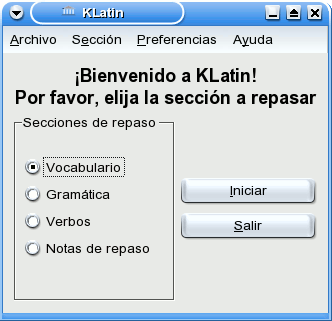 KLatin
Archivo Sección Preferencias Ayuda
¡Bienvenido a KLatin!
Por favor, elija la sección a repasar
Secciones de repaso
Vocabulario
Gramática
Verbos
Notas de repaso
Iniciar
Salir